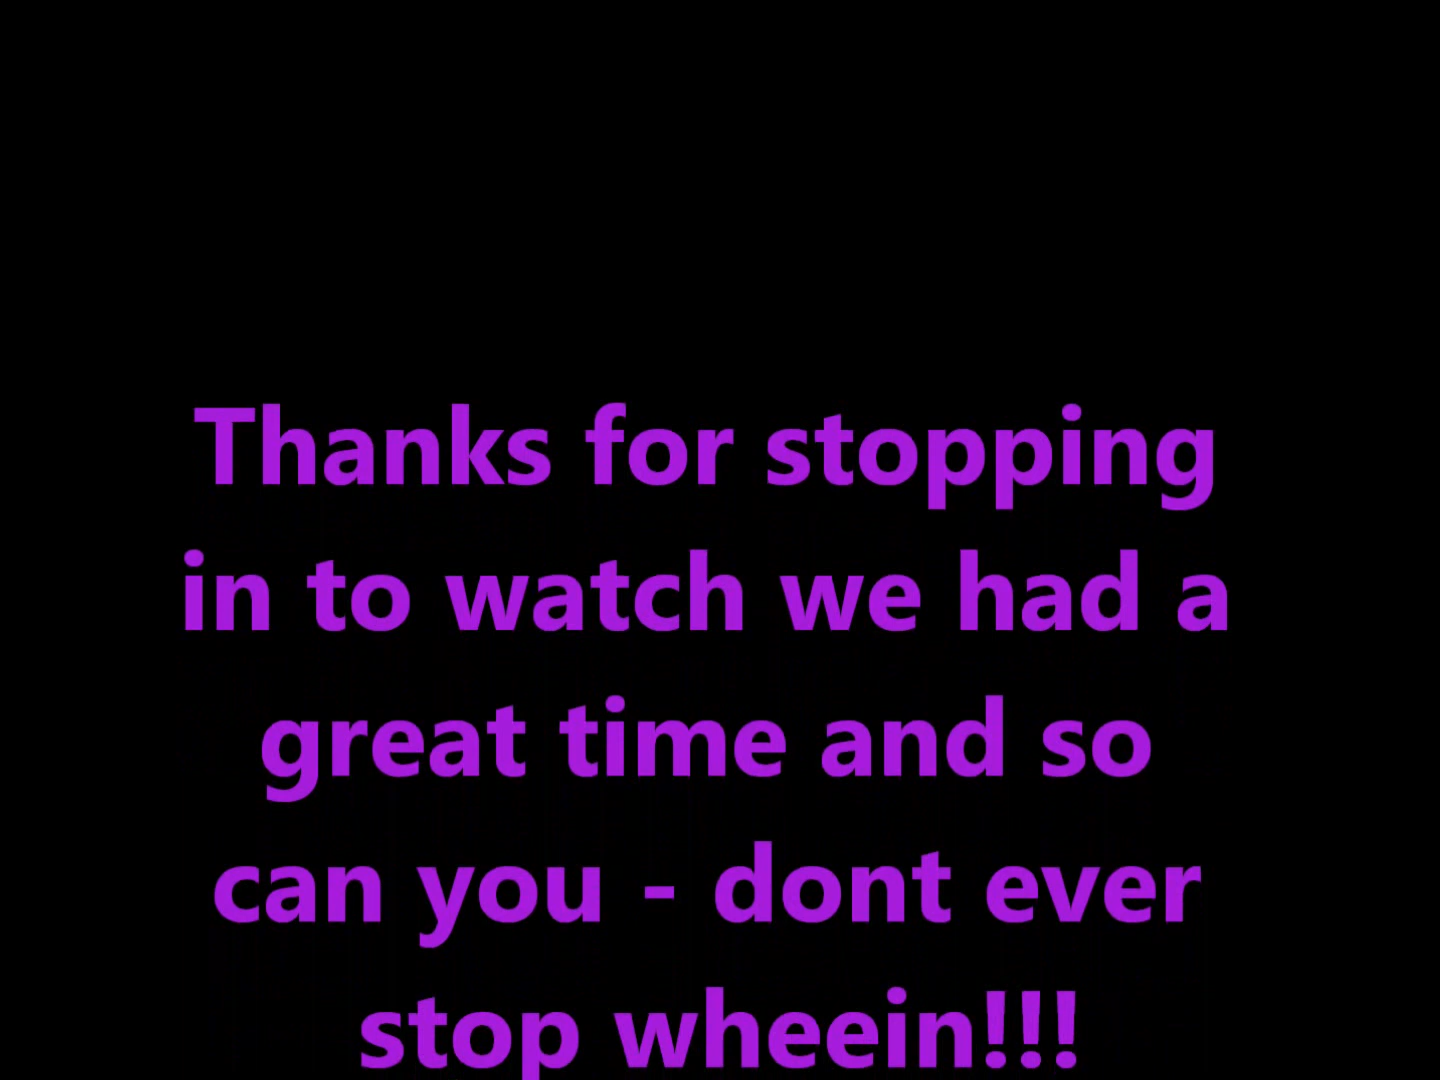 Thanks for stopping
in to watch we had a
great time and so
can you - dont ever
stop wheein!!!